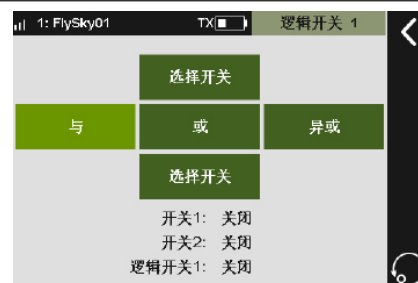 1: FlySky01 TX 逻辑开关 1
选择开关
与 或 异或
选择开关
开关1: 关闭
开关2: 关闭
逻辑开关1: 关闭